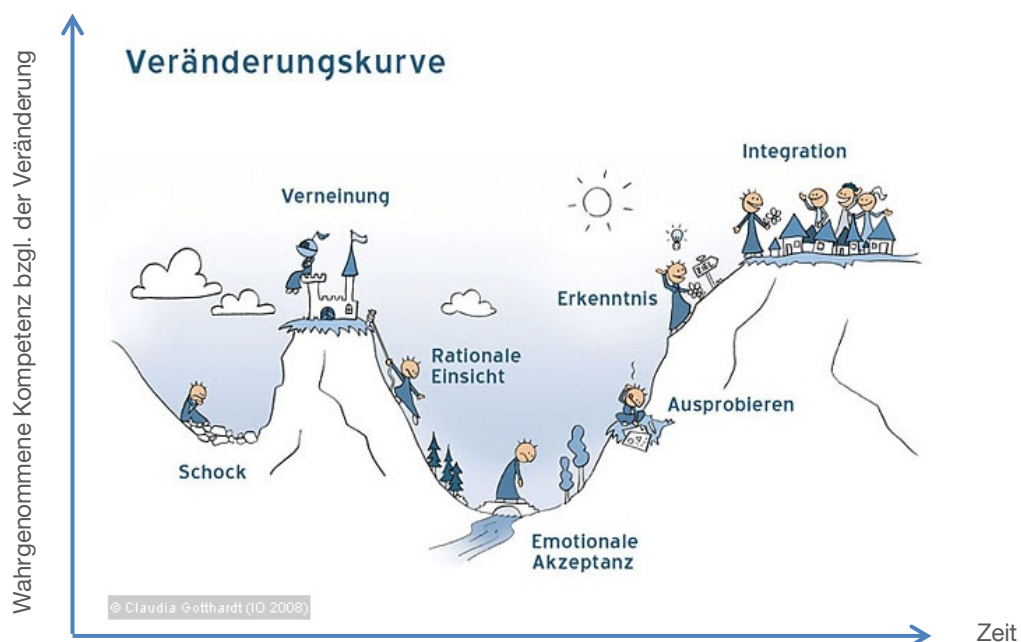 Veränderungskurve
Wahrgenommene Kompetenz bzgl. der Veränderung
Integration
Verneinung
Erkenntnis
Rationale
Einsicht
Ausprobieren
Schock
Emotionale
Akzeptanz
© Claudia Gotthardt (IO 2008)
Zeit